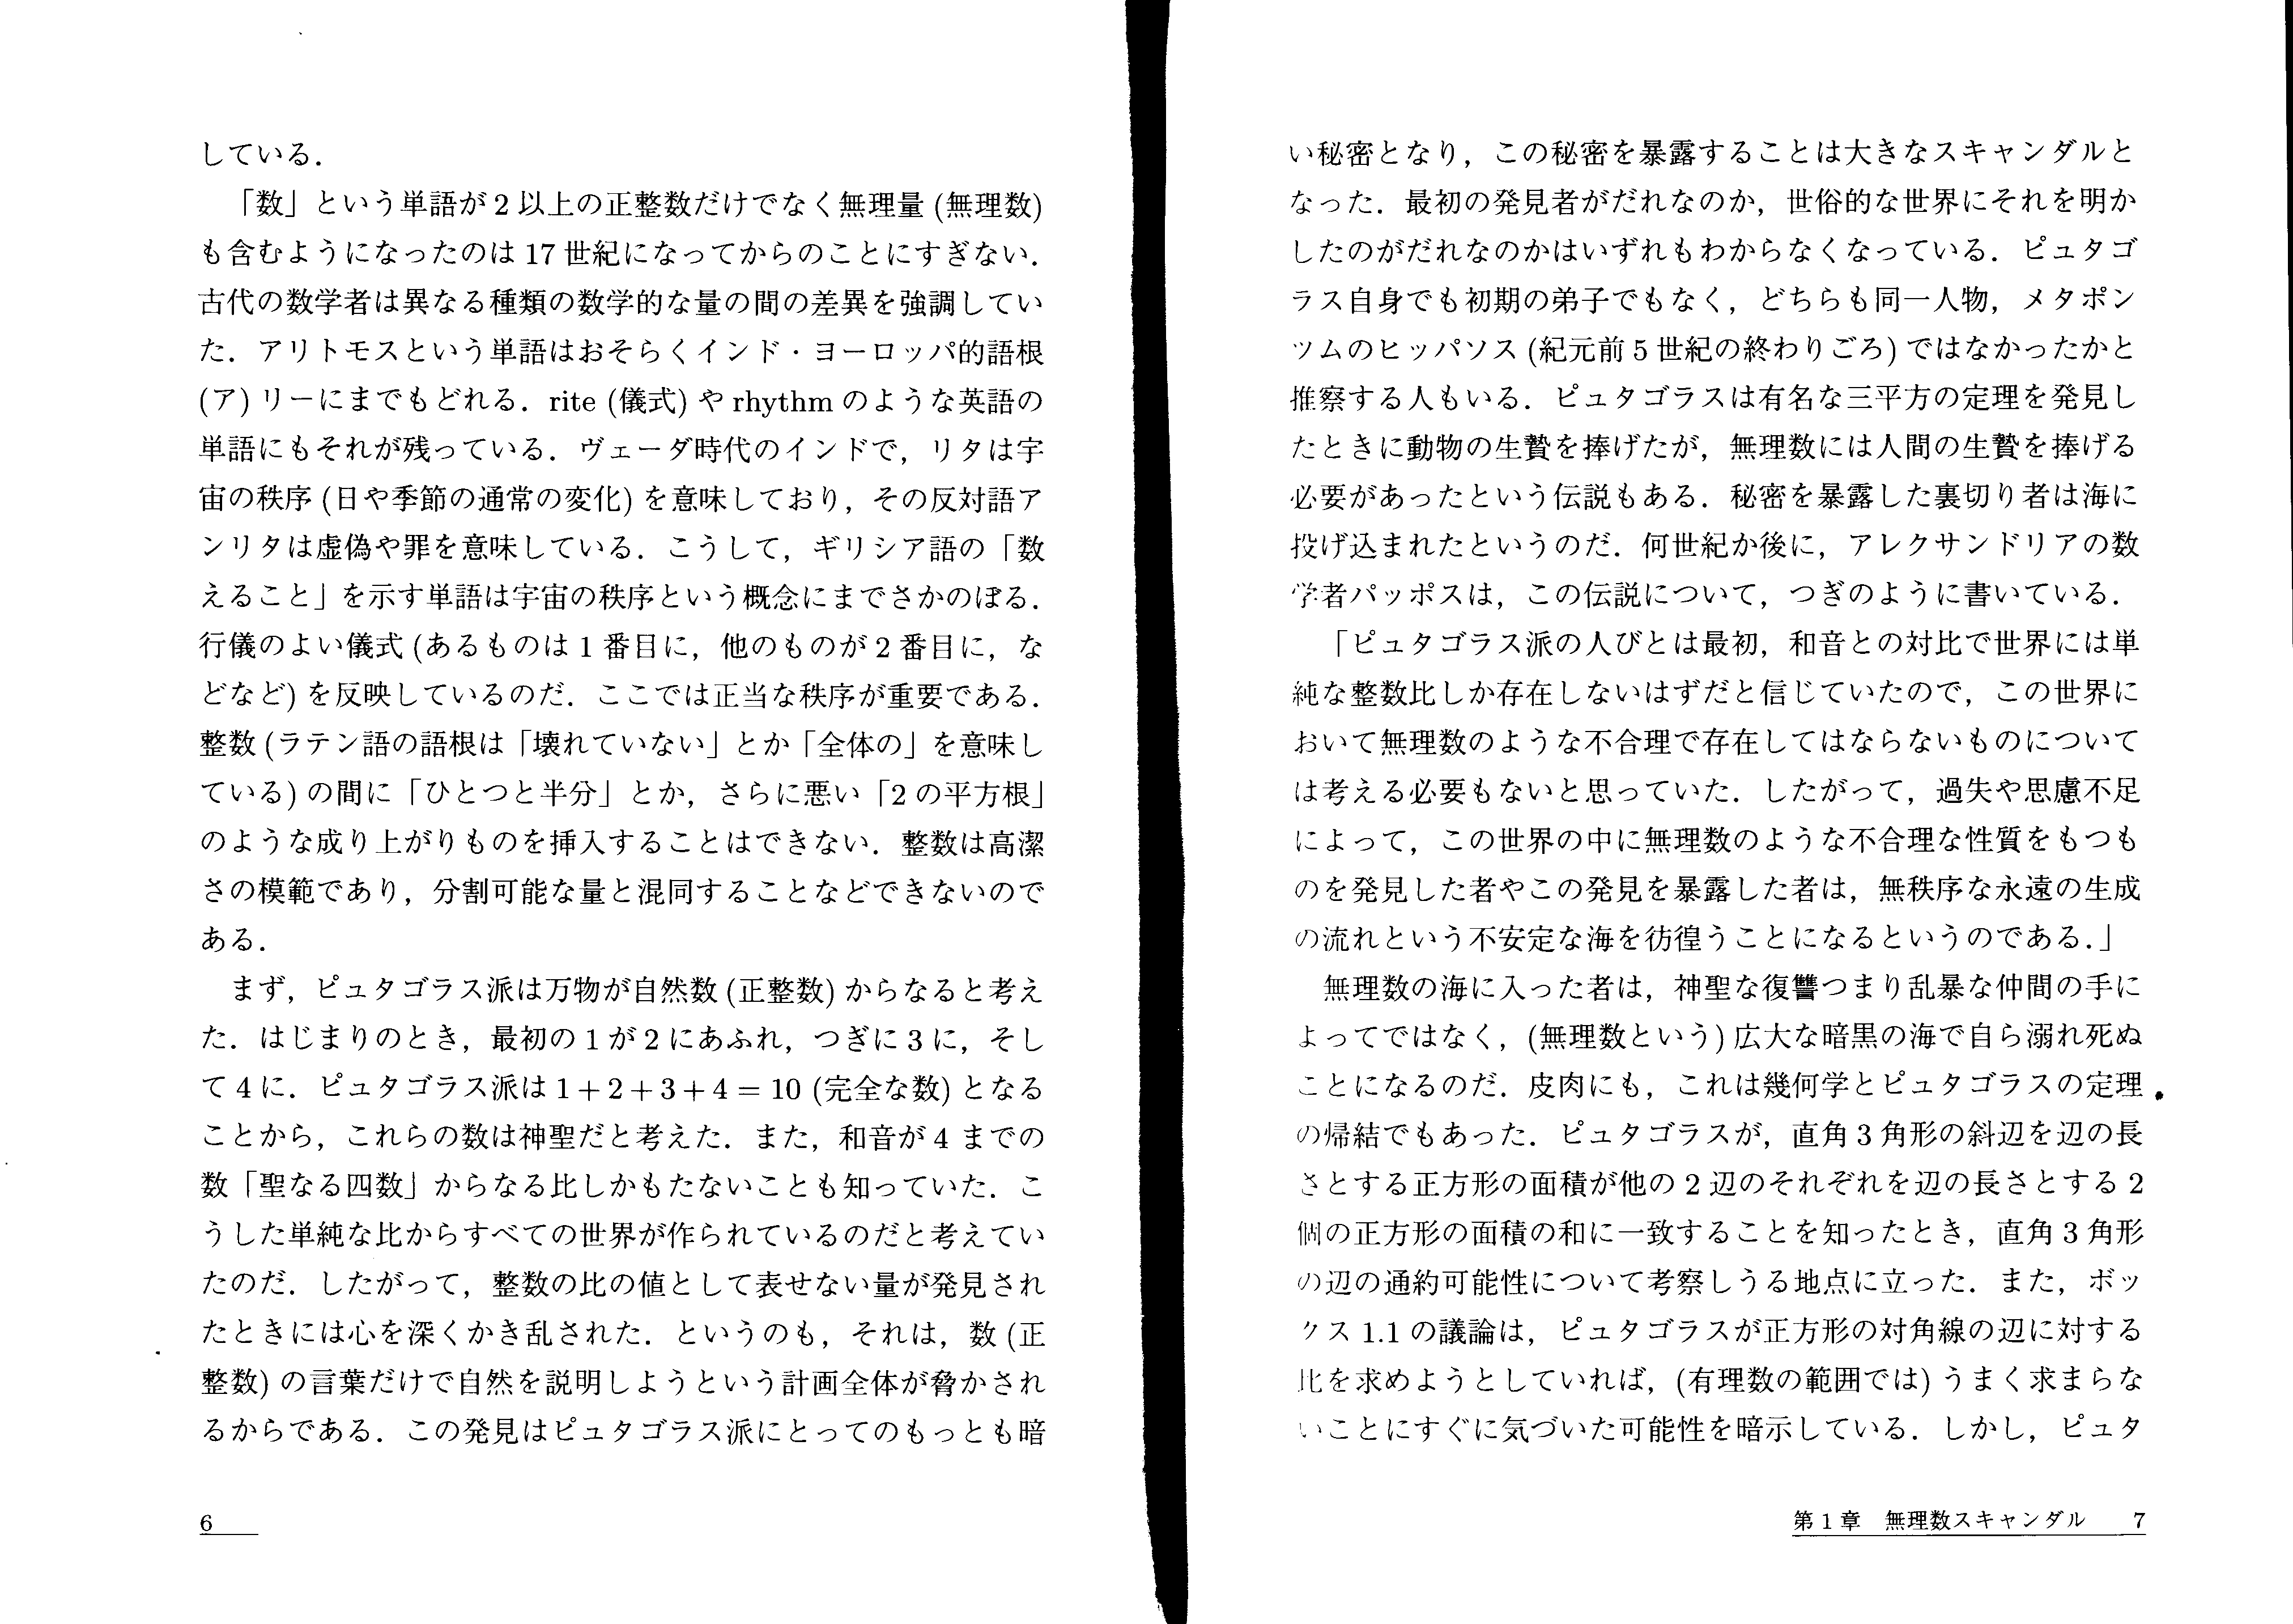 している．
「数」という単語が 2 以上の正整数だけでなく無理量 (無理数)
も含むようになったのは 17 世紀になってからのことにすぎない．
古代の数学者は異なる種類の数学的な量の間の差異を強調してい
た．アリトモスという単語はおそらくインド・ヨーロッパ的語根
(ア) リーにまでもどれる．rite (儀式) や rhythm のような英語の
単語にもそれが残っている．ヴェーダ時代のインドで，リタは宇
宙の秩序 (日や季節の通常の変化) を意味しており，その反対語ア
ンリタは虚偽や罪を意味している．こうして，ギリシア語の「数
えること」を示す単語は宇宙の秩序という概念にまでさかのぼる．
行儀のよい儀式 (あるものは 1 番目に，他のものが 2 番目に，な
どなど) を反映しているのだ．ここでは正当な秩序が重要である．
整数 (ラテン語の語根は「壊れていない」とか「全体の」を意味し
ている) の間に「ひとつと半分」とか，さらに悪い「2 の平方根」
のような成り上がりものを挿入することはできない．整数は高潔
さの模範であり，分割可能な量と混同することなどできないので
ある．
まず，ピュタゴラス派は万物が自然数 (正整数) からなると考え
た．はじまりのとき，最初の 1 が 2 にあふれ，つぎに 3 に，そし
て 4 に．ピュタゴラス派は 1 + 2 + 3 + 4 = 10 (完全な数) となる
ことから，これらの数は神聖だと考えた．また，和音が 4 までの
数「聖なる四数」からなる比しかもたないことも知っていた．こ
うした単純な比からすべての世界が作られているのだと考えてい
たのだ．したがって，整数の比の値として表せない量が発見され
たときには心を深くかき乱された．というのも，それは，数 (正
整数) の言葉だけで自然を説明しようという計画全体が脅かされ
るからである．この発見はピュタゴラス派にとってのもっとも暗
6
い秘密となり，この秘密を暴露することは大きなスキャンダルと
なった．最初の発見者がだれなのか，世俗的な世界にそれを明か
したのがだれなのかはいずれもわからなくなっている．ピュタゴ
ラス自身でも初期の弟子でもなく，どちらも同一人物，メタポン
ツムのヒッパソス (紀元前 5 世紀の終わりごろ) ではなかったかと
推察する人もいる．ピュタゴラスは有名な三平方の定理を発見し
たときに動物の生贄を捧げたが，無理数には人間の生贄を捧げる
必要があったという伝説もある．秘密を暴露した裏切り者は海に
投げ込まれたというのだ．何世紀か後に，アレクサンドリアの数
学者パッポスは，この伝説について，つぎのように書いている．
「ピュタゴラス派の人びとは最初，和音との対比で世界には単
純な整数比しか存在しないはずだと信じていたので，この世界に
おいて無理数のような不合理で存在してはならないものについて
は考える必要もないと思っていた．したがって，過失や思慮不足
によって，この世界の中に無理数のような不合理な性質をもつも
のを発見した者やこの発見を暴露した者は，無秩序な永遠の生成
の流れという不安定な海を彷徨うことになるというのである．」
無理数の海に入った者は，神聖な復讐つまり乱暴な仲間の手に
よってではなく，(無理数という) 広大な暗黒の海で自ら溺れ死ぬ
ことになるのだ．皮肉にも，これは幾何学とピュタゴラスの定理
の帰結でもあった．ピュタゴラスが，直角 3 角形の斜辺を辺の長
さとする正方形の面積が他の 2 辺のそれぞれを辺の長さとする 2
個の正方形の面積の和に一致することを知ったとき，直角 3 角形
の辺の通約可能性について考察しうる地点に立った．また，ボッ
クス 1.1 の議論は，ピュタゴラスが正方形の対角線の辺に対する
比を求めようとしていれば，(有理数の範囲では) うまく求まらな
いことにすぐに気づいた可能性を暗示している．しかし，ピュタ
第 1 章　無理数スキャンダル　7